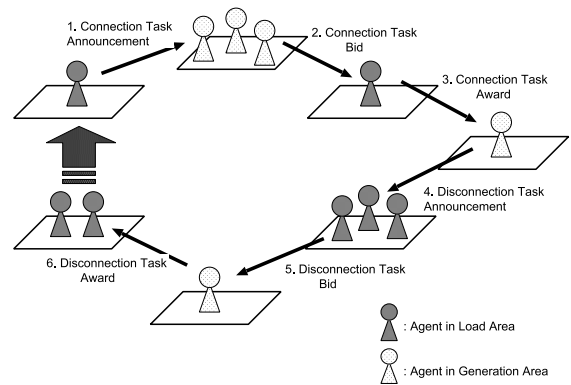 1. Connection Task
Announcement
2. Connection Task
Bid
3. Connection Task
Award
4. Disconnection Task
Announcement
5. Disconnection Task
Bid
6. Disconnection Task
Award
: Agent in Load Area
: Agent in Generation Area